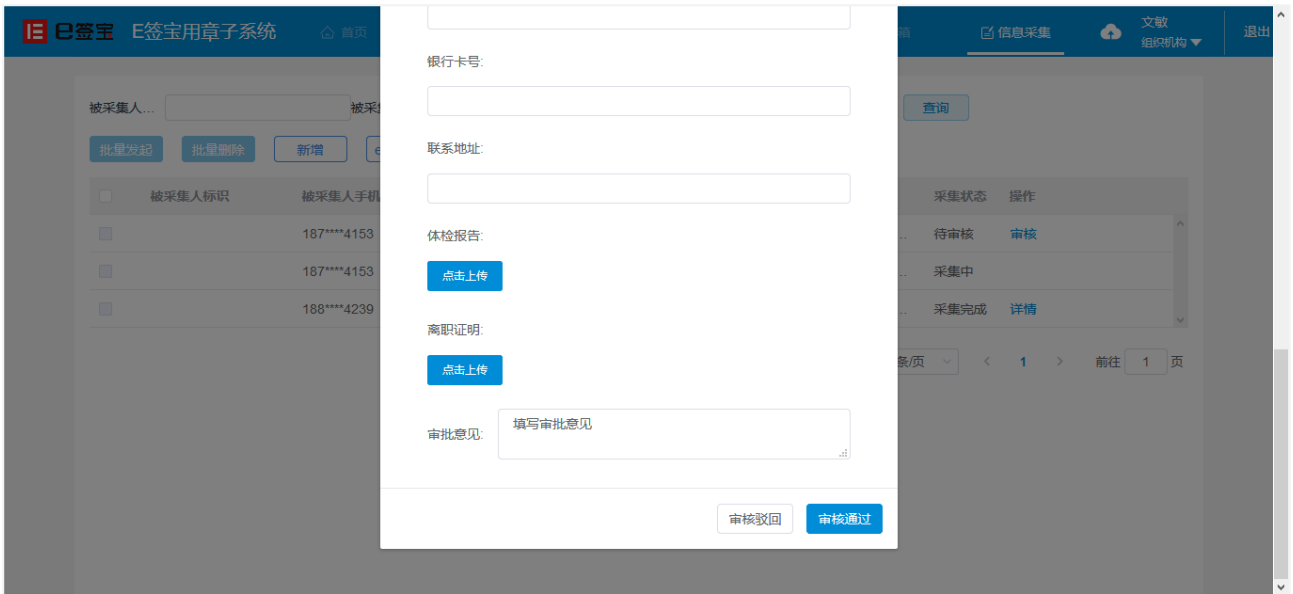 e签宝 E签宝用章子系统 首页 箱 信息采集 文敏 退出
组织机构
银行卡号:
被采集人... 被采 查询
批量发起 批量删除 新增 e
联系地址:
被采集人标识 被采集人手机 采集状态 操作
体检报告:
187****4153 ... 待审核 审核
点击上传
187****4153 ... 采集中
188****4239 ... 采集完成 详情
离职证明:
条/页 < 1 > 前往 1 页
点击上传
审批意见: 填写审批意见
审核驳回 审核通过